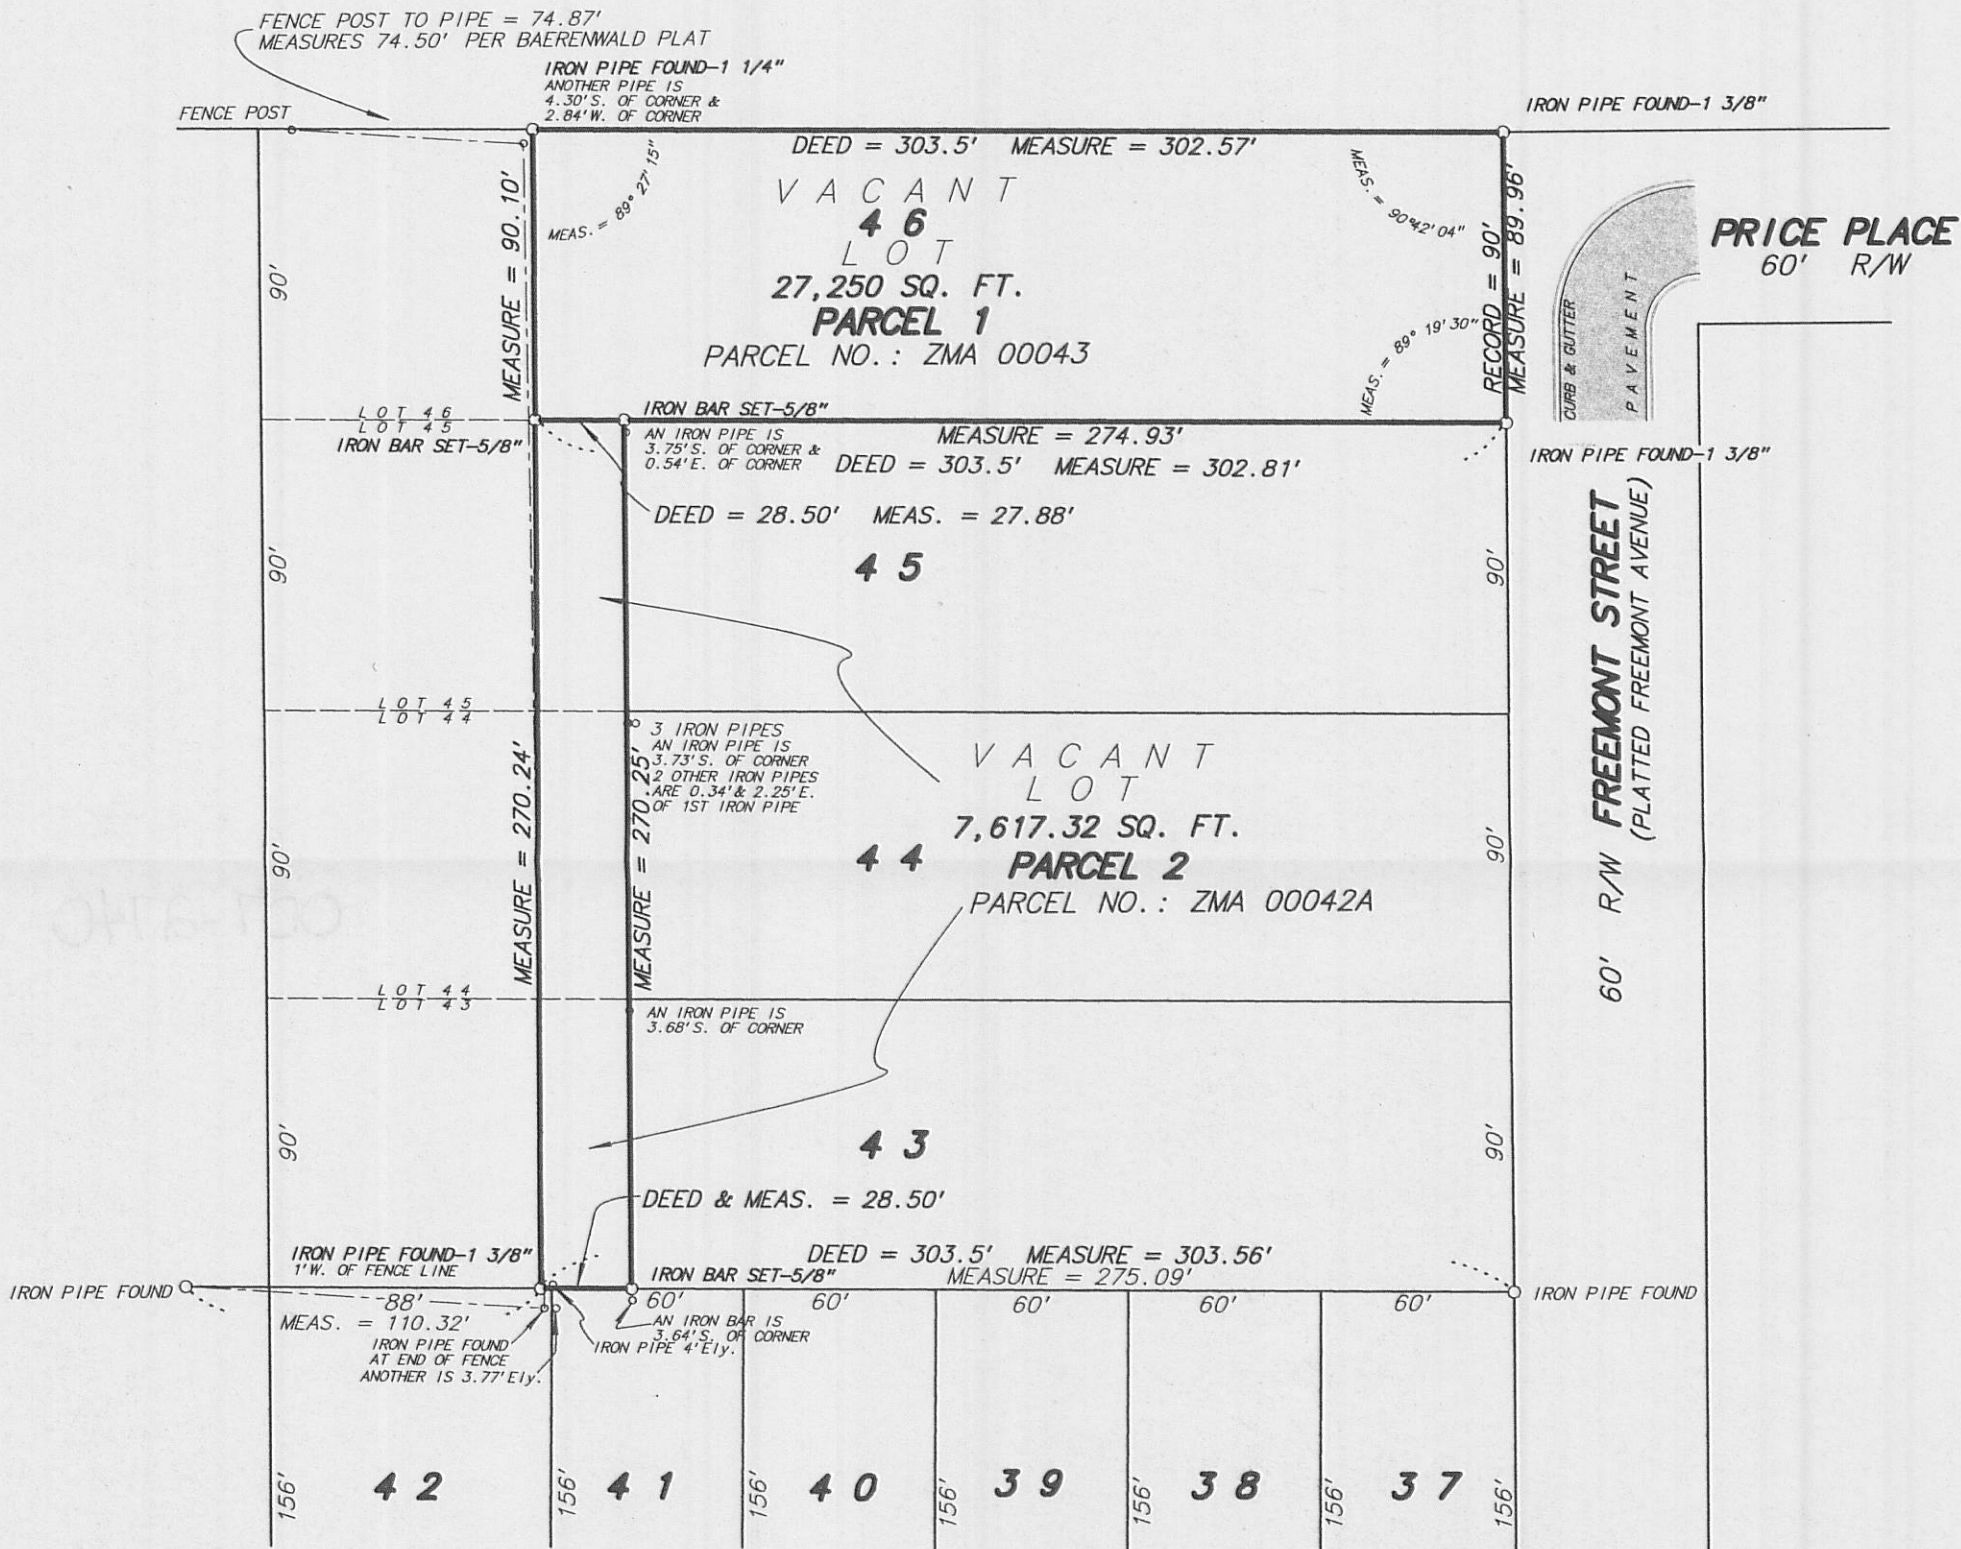 FENCE POST TO PIPE = 74.87'
MEASURES 74.50' PER BAERENWALD PLAT
IRON PIPE FOUND-1 1/4"
ANOTHER PIPE IS
4.30'S. OF CORNER &
2.84'W. OF CORNER
FENCE POST
IRON PIPE FOUND-1 3/8"
DEED = 303.5' MEASURE = 302.57'
MEASURE = 90.10'
MEAS. = 89° 27' 15"
MEAS. = 90°42'04"
VACANT
46
LOT
27,250 SQ. FT.
PARCEL 1
PARCEL NO.: ZMA 00043
MEAS. = 89° 19'30"
RECORD = 90'
MEASURE = 89.96'
CURB & GUTTER
PAVEMENT
PRICE PLACE
60' R/W
90'
LOT 46
LOT 45
IRON BAR SET-5/8"
IRON BAR SET-5/8"
AN IRON PIPE IS
3.75'S. OF CORNER &
0.54'E. OF CORNER
MEASURE = 274.93'
DEED = 303.5' MEASURE = 302.81'
IRON PIPE FOUND-1 3/8"
DEED = 28.50' MEAS. = 27.88'
90'
45
90'
60' R/W FREEMONT STREET
(PLATTED FREEMONT AVENUE)
LOT 45
LOT 44
MEASURE = 270.24'
MEASURE = 270.25'
3 IRON PIPES
AN IRON PIPE IS
3.73'S. OF CORNER
2 OTHER IRON PIPES
ARE 0.34'& 2.25'E.
OF 1ST IRON PIPE
VACANT
LOT
7,617.32 SQ. FT.
90'
44
PARCEL 2
90'
PARCEL NO.: ZMA 00042A
LOT 44
LOT 43
AN IRON PIPE IS
3.68'S. OF CORNER
90'
43
90'
DEED & MEAS. = 28.50'
IRON PIPE FOUND-1 3/8"
1'W. OF FENCE LINE
DEED = 303.5' MEASURE = 303.56'
IRON BAR SET-5/8"
MEASURE = 275.09'
IRON PIPE FOUND
IRON PIPE FOUND
88'
60'
60'
60'
60'
60'
MEAS. = 110.32'
AN IRON BAR IS
3.64'S. OF CORNER
IRON PIPE 4'Ely.
IRON PIPE FOUND
AT END OF FENCE
ANOTHER IS 3.77'Ely.
156'
42
156'
41
156'
40
156'
39
156'
38
156'
37
156'